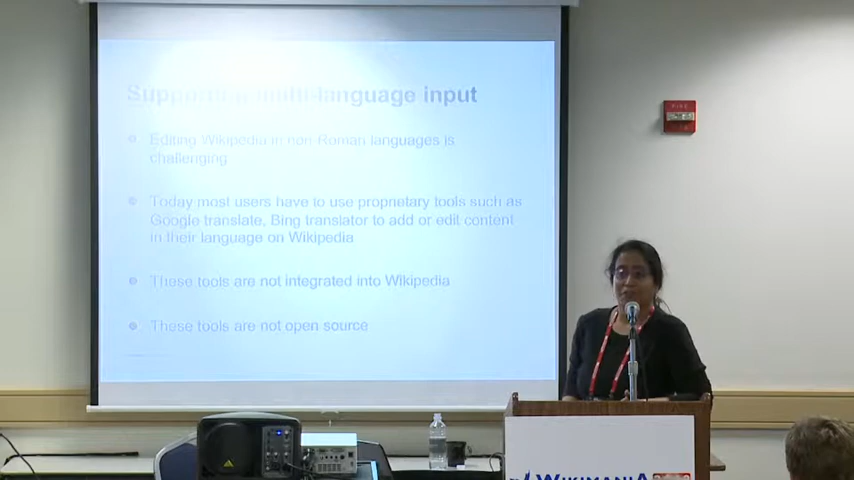 Supporting multi-language input
Editing Wikipedia in non-Roman languages is
challenging
Today most users have to use proprietary tools such as
Google translate, Bing translator to add or edit content
in their language on Wikipedia
These tools are not integrated into Wikipedia
These tools are not open source
FIRE
WIKIMANIA